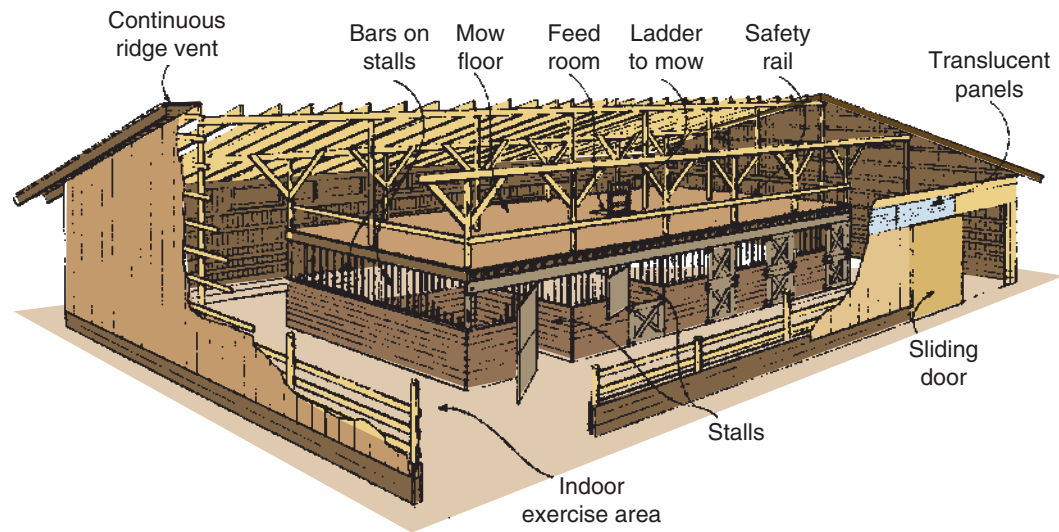 Continuous
ridge vent
Bars on
stalls
Mow
floor
Feed
room
Ladder
to mow
Safety
rail
Translucent
panels
Sliding
door
Stalls
Indoor
exercise area